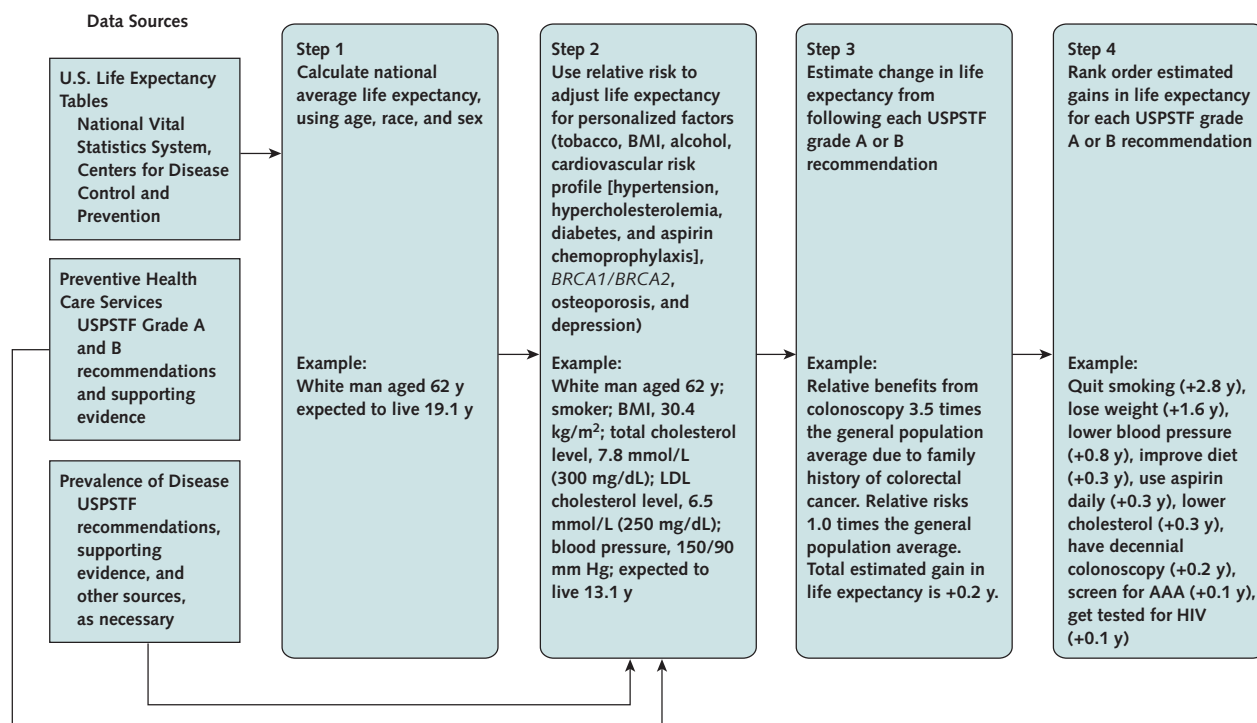 Data Sources
U.S. Life Expectancy
Tables
National Vital
Statistics System,
Centers for Disease
Control and
Prevention
Preventive Health
Care Services
USPSTF Grade A
and B
recommendations
and supporting
evidence
Prevalence of Disease
USPSTF
recommendations,
supporting
evidence, and
other sources,
as necessary
Step 1
Calculate national
average life expectancy,
using age, race, and sex
Example:
White man aged 62 y
expected to live 19.1 y
Step 2
Use relative risk to
adjust life expectancy
for personalized factors
(tobacco, BMI, alcohol,
cardiovascular risk
profile [hypertension,
hypercholesterolemia,
diabetes, and aspirin
chemoprophylaxis],
BRCA1/BRCA2,
osteoporosis, and
depression)
Example:
White man aged 62 y;
smoker; BMI, 30.4
kg/m²; total cholesterol
level, 7.8 mmol/L
(300 mg/dL); LDL
cholesterol level, 6.5
mmol/L (250 mg/dL);
blood pressure, 150/90
mm Hg; expected to
live 13.1 y
Step 3
Estimate change in life
expectancy from
following each USPSTF
grade A or B
recommendation
Example:
Relative benefits from
colonoscopy 3.5 times
the general population
average due to family
history of colorectal
cancer. Relative risks
1.0 times the general
population average.
Total estimated gain in
life expectancy is +0.2 y.
Step 4
Rank order estimated
gains in life expectancy
for each USPSTF grade
A or B recommendation
Example:
Quit smoking (+2.8 y),
lose weight (+1.6 y),
lower blood pressure
(+0.8 y), improve diet
(+0.3 y), use aspirin
daily (+0.3 y), lower
cholesterol (+0.3 y),
have decennial
colonoscopy (+0.2 y),
screen for AAA (+0.1 y),
get tested for HIV
(+0.1 y)